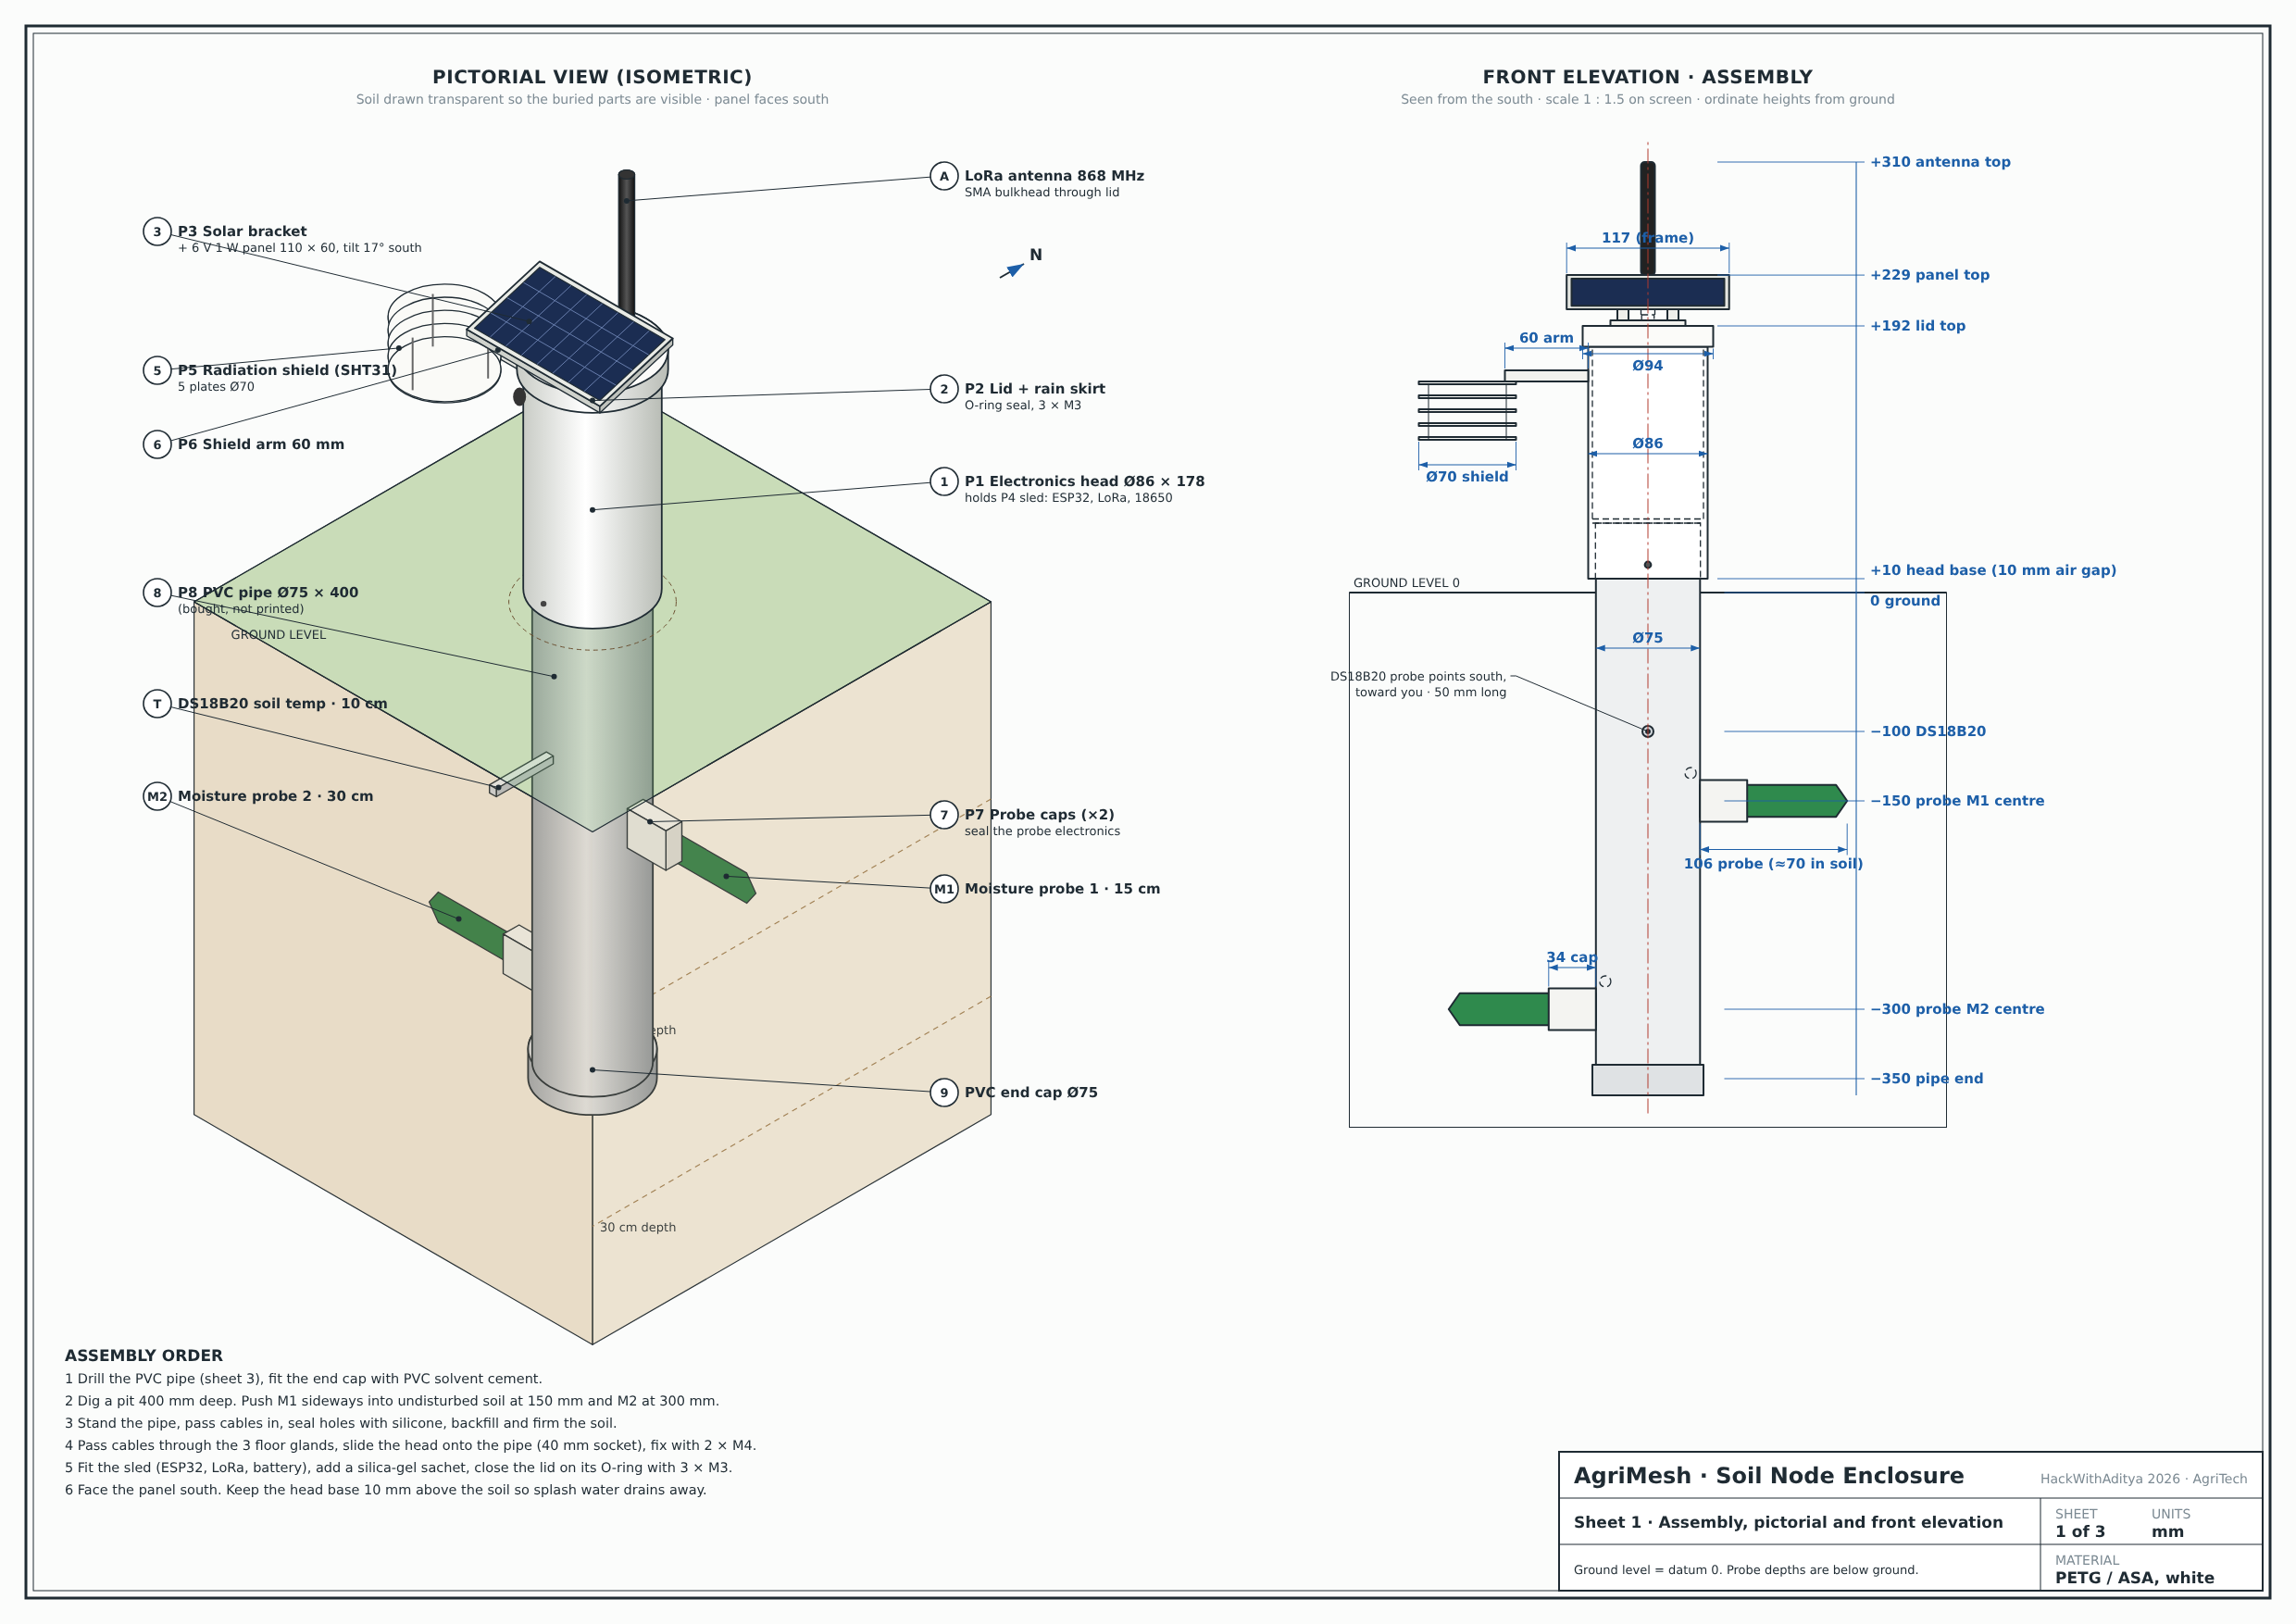 PICTORIAL VIEW (ISOMETRIC)
Soil drawn transparent so the buried parts are visible · panel faces south
A LoRa antenna 868 MHz
SMA bulkhead through lid
N
3 P3 Solar bracket
+ 6 V 1 W panel 110 × 60, tilt 17° south
5 P5 Radiation shield (SHT31)
5 plates Ø70
6 P6 Shield arm 60 mm
2 P2 Lid + rain skirt
O-ring seal, 3 × M3
1 P1 Electronics head Ø86 × 178
holds P4 sled: ESP32, LoRa, 18650
8 P8 PVC pipe Ø75 × 400
(bought, not printed)
GROUND LEVEL
T DS18B20 soil temp · 10 cm
M2 Moisture probe 2 · 30 cm
7 P7 Probe caps (×2)
seal the probe electronics
M1 Moisture probe 1 · 15 cm
epth
9 PVC end cap Ø75
30 cm depth
FRONT ELEVATION · ASSEMBLY
Seen from the south · scale 1 : 1.5 on screen · ordinate heights from ground
+310 antenna top
117 (frame)
+229 panel top
+192 lid top
60 arm
Ø94
Ø86
Ø70 shield
+10 head base (10 mm air gap)
GROUND LEVEL 0
0 ground
Ø75
DS18B20 probe points south,
toward you · 50 mm long
−100 DS18B20
−150 probe M1 centre
106 probe (≈70 in soil)
34 cap
−300 probe M2 centre
−350 pipe end
ASSEMBLY ORDER
1 Drill the PVC pipe (sheet 3), fit the end cap with PVC solvent cement.
2 Dig a pit 400 mm deep. Push M1 sideways into undisturbed soil at 150 mm and M2 at 300 mm.
3 Stand the pipe, pass cables in, seal holes with silicone, backfill and firm the soil.
4 Pass cables through the 3 floor glands, slide the head onto the pipe (40 mm socket), fix with 2 × M4.
5 Fit the sled (ESP32, LoRa, battery), add a silica-gel sachet, close the lid on its O-ring with 3 × M3.
6 Face the panel south. Keep the head base 10 mm above the soil so splash water drains away.
AgriMesh · Soil Node Enclosure
HackWithAditya 2026 · AgriTech
Sheet 1 · Assembly, pictorial and front elevation
SHEET UNITS
1 of 3 mm
Ground level = datum 0. Probe depths are below ground.
MATERIAL
PETG / ASA, white